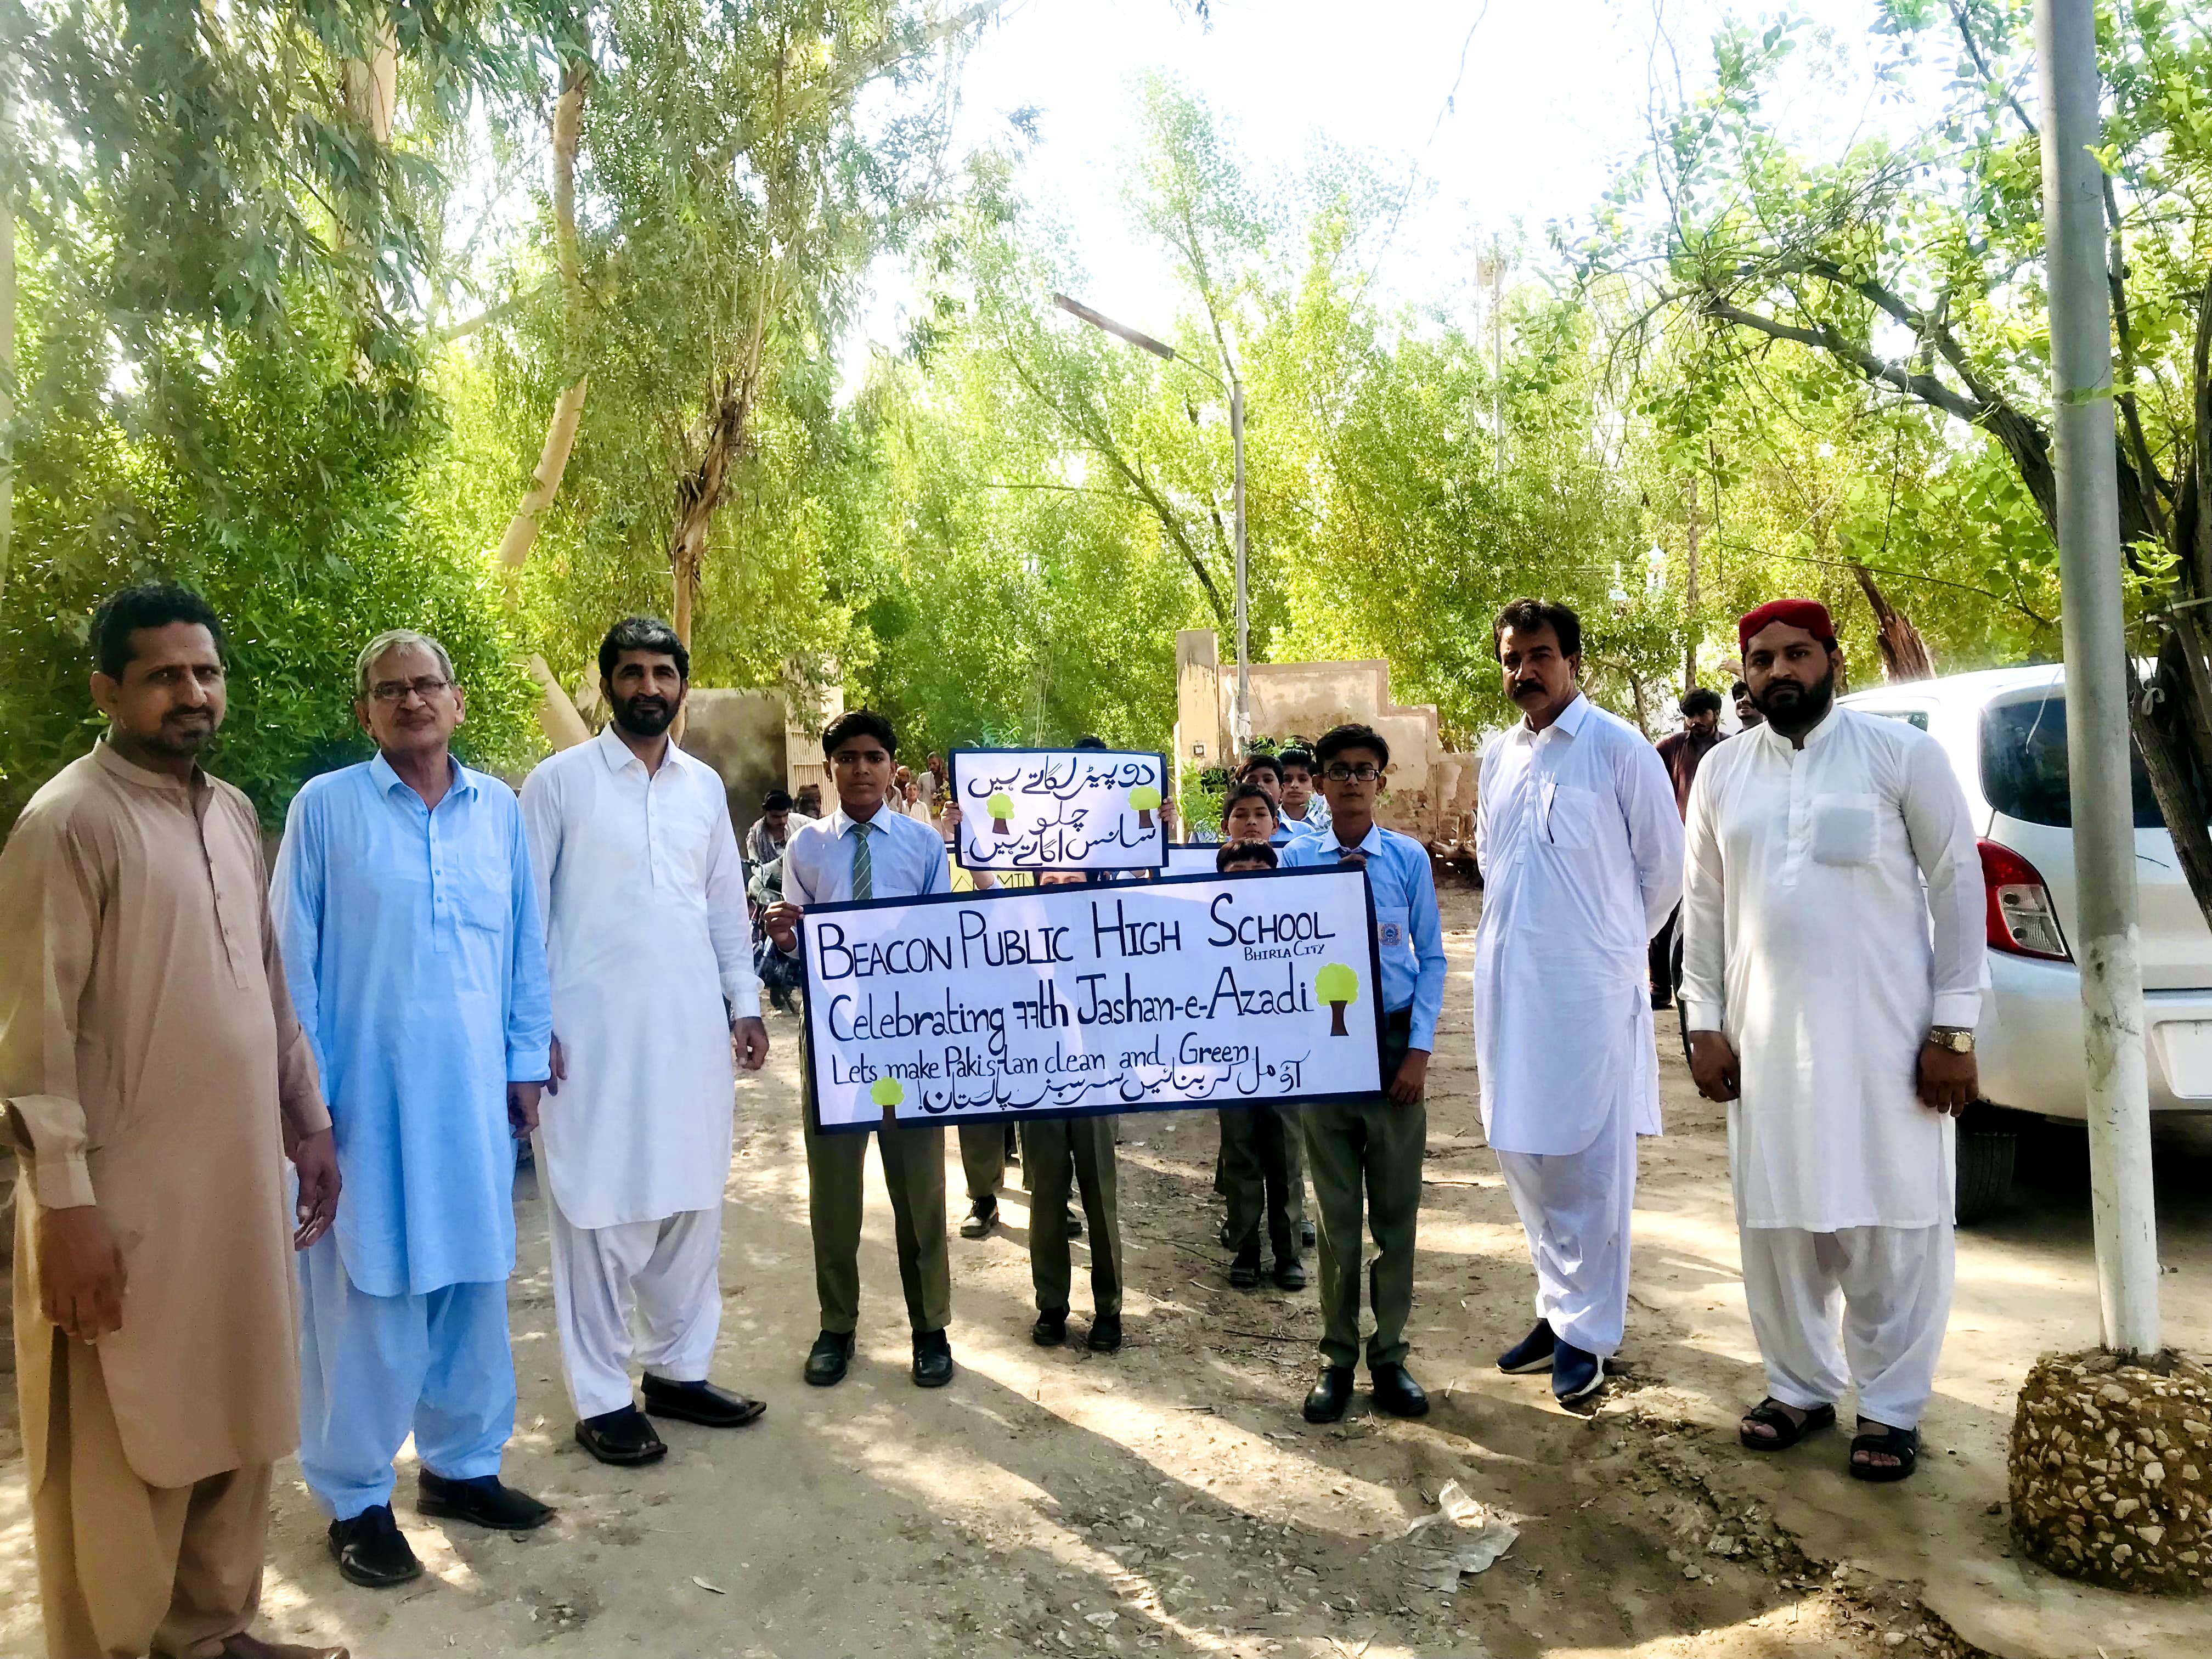 دو پیڑ لگاتے ہیں
چلو
سانس اگاتے ہیں
BEACON PUBLIC HIGH SCHOOL
BHIRIA CITY
Celebrating 77th Jashan-e-Azadi
Lets make Pakistan clean and Green
آؤ مل کر بنائیں سرسبز پاکستان!